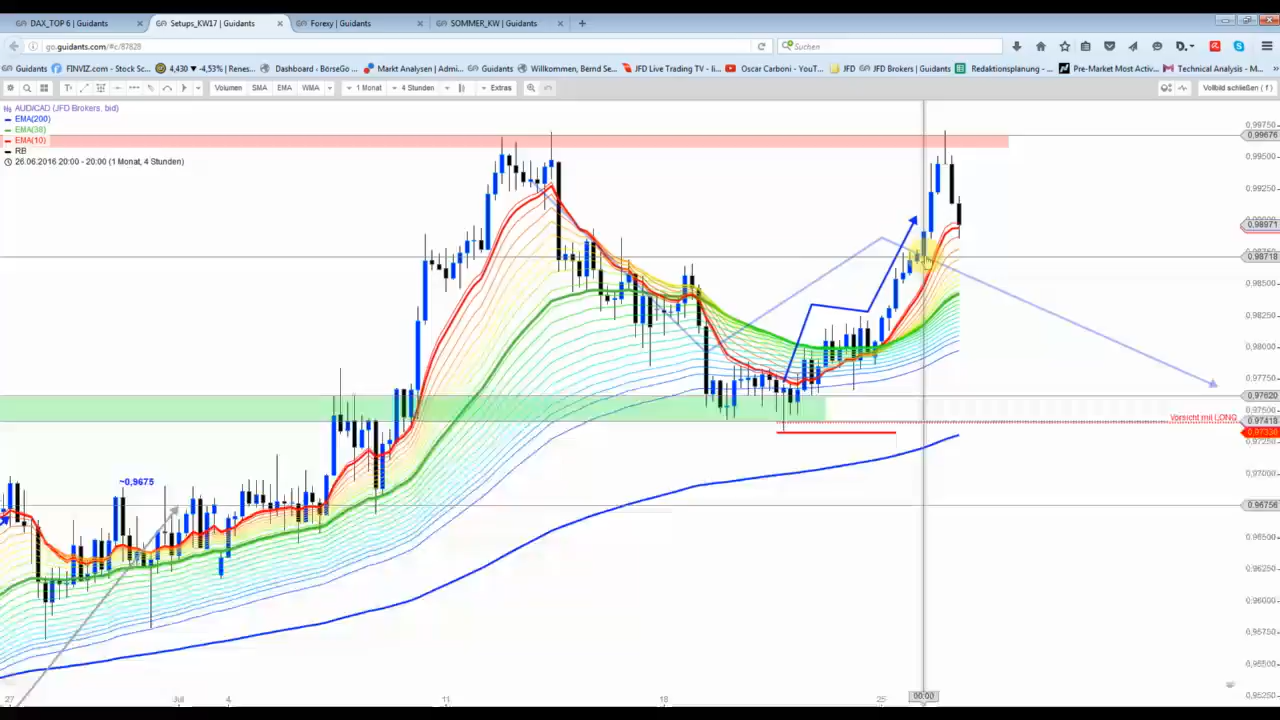 DAX_TOP 6 | Guidants
Setups_KW17 | Guidants
Forexy | Guidants
SOMMER_KW | Guidants
go.guidants.com/#c/87828
Suchen
Guidants
FINVIZ.com - Stock Sc...
4,430 ▾ -4,53% | Renes...
Dashboard - BörseGo ...
Markt Analysen | Admi...
Guidants
Willkommen, Bernd Se...
JFD Live Trading TV - li...
Oscar Carboni - YouT...
JFD
JFD Brokers | Guidants
Redaktionsplanung - ...
Pre-Market Most Activ...
Technical Analysis - M...
Volumen
SMA
EMA
WMA
1 Monat
4 Stunden
Extras
Vollbild schließen ( f )
AUD/CAD (JFD Brokers, bid)
EMA(200)
EMA(38)
EMA(10)
RB
26.06.2016 20:00 - 20:00 (1 Monat, 4 Stunden)
~0,9675
Vorsicht mit LONG
0,99750
0,99676
0,99500
0,99250
0,98971
0,98718
0,98500
0,98250
0,98000
0,97750
0,97620
0,97500
0,97418
0,97250
0,97000
0,96756
0,96500
0,96250
0,96000
0,95750
0,95500
0,95250
27
Juli
4
11
18
25
00:00